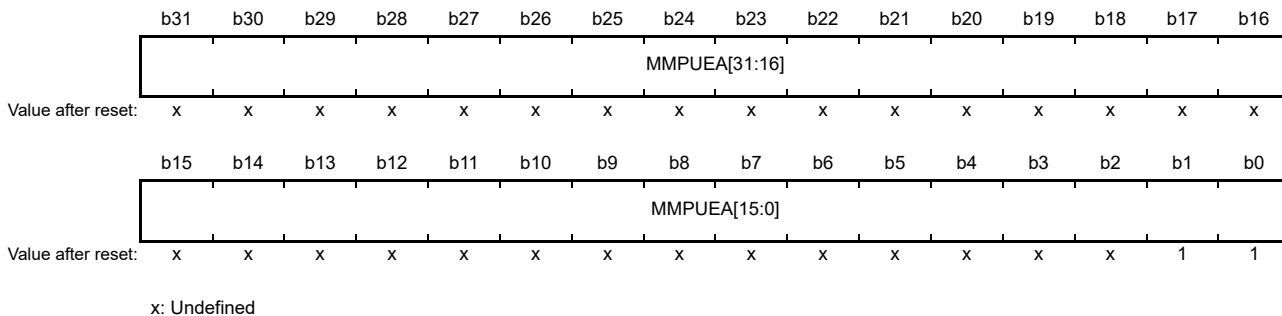 b31 b30 b29 b28 b27 b26 b25 b24 b23 b22 b21 b20 b19 b18 b17 b16
MMPUEA[31:16]
Value after reset: x x x x x x x x x x x x x x x x
b15 b14 b13 b12 b11 b10 b9 b8 b7 b6 b5 b4 b3 b2 b1 b0
MMPUEA[15:0]
Value after reset: x x x x x x x x x x x x x x 1 1
x: Undefined